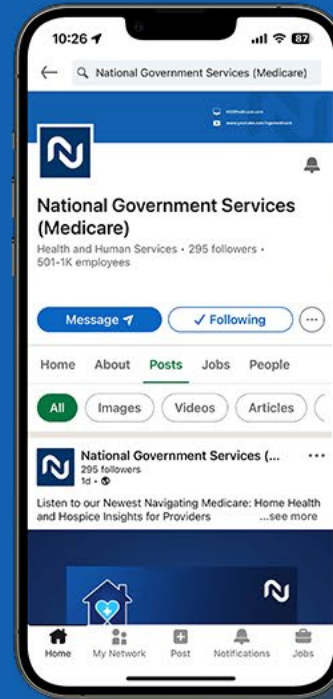 10:26
87
National Government Services (Medicare)
National Government Services
(Medicare)
Health and Human Services • 295 followers •
501-1K employees
Message
Following
Home About Posts Jobs People
All Images Videos Articles
National Government Services (...
295 followers
1d •
Listen to our Newest Navigating Medicare: Home Health
and Hospice Insights for Providers ...see more
Home My Network Post Notifications Jobs